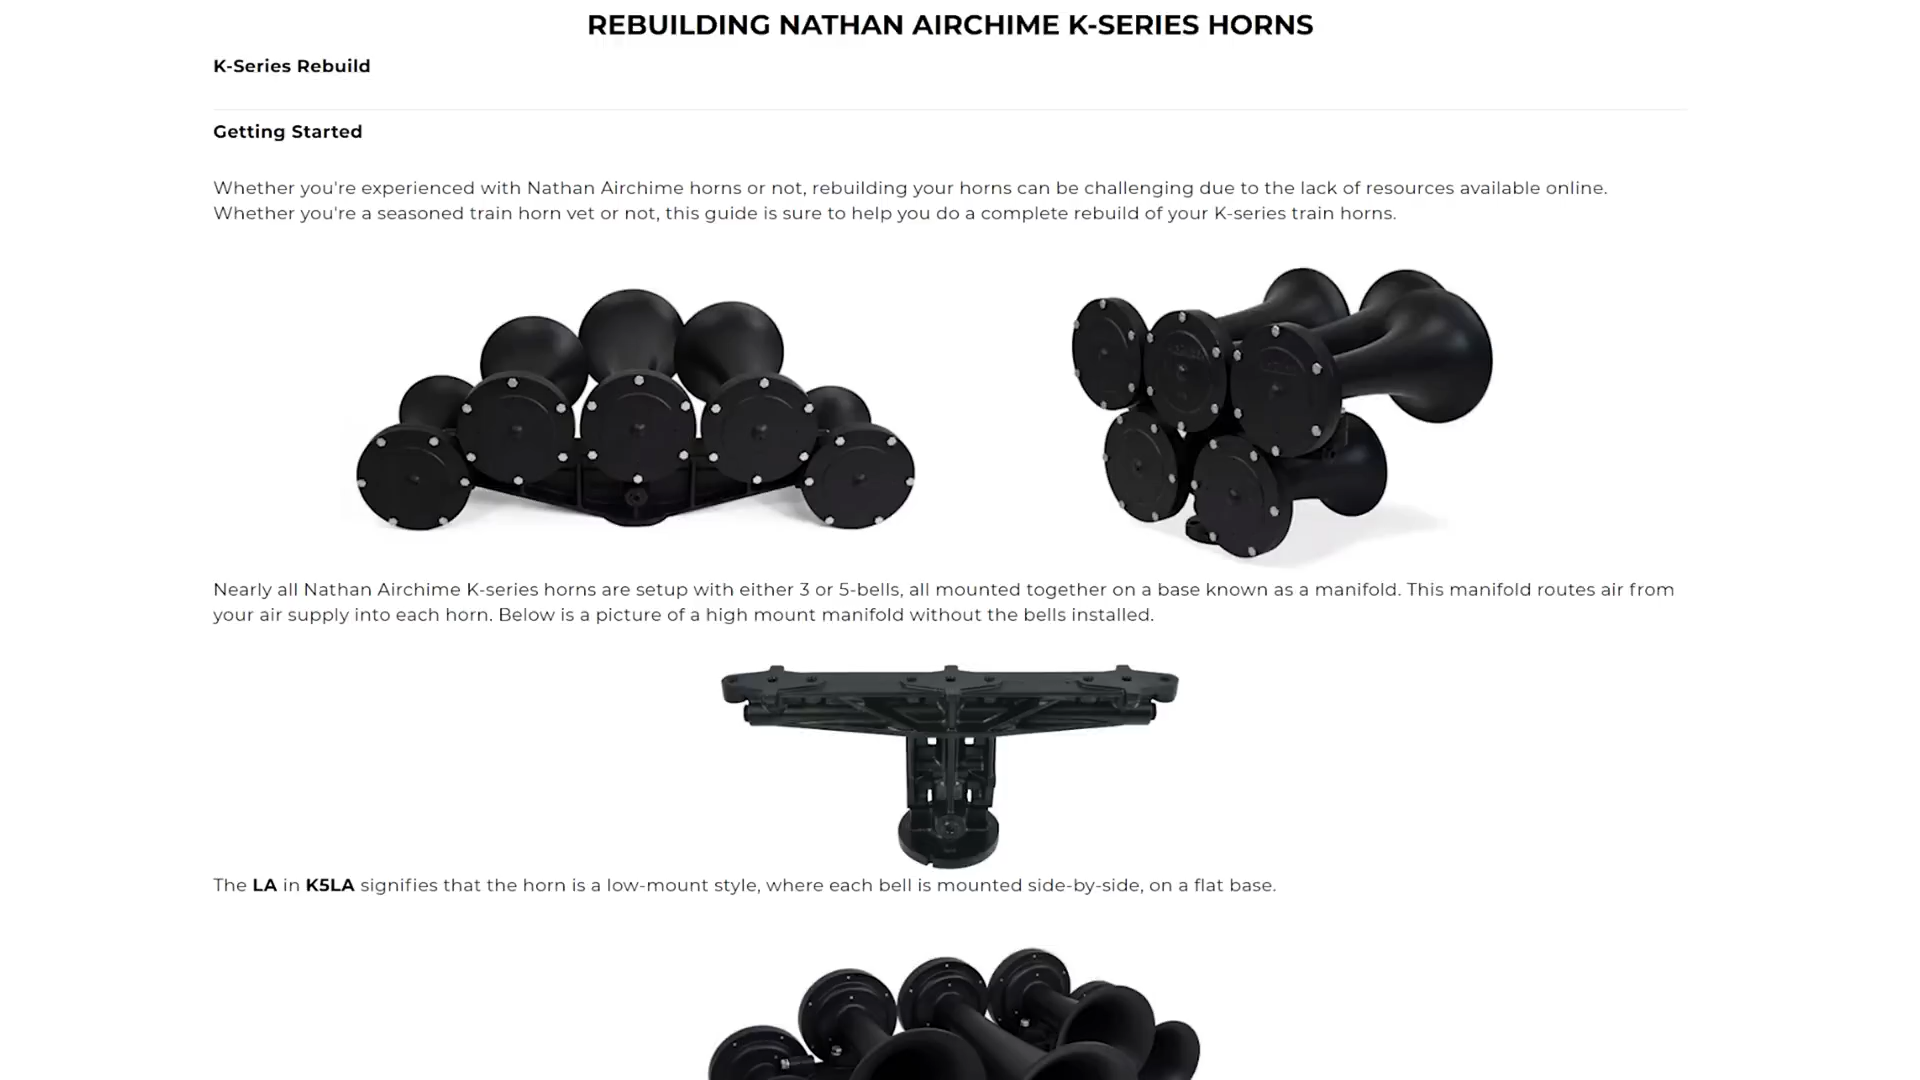 REBUILDING NATHAN AIRCHIME K-SERIES HORNS
K-Series Rebuild
Getting Started
Whether you're experienced with Nathan Airchime horns or not, rebuilding your horns can be challenging due to the lack of resources available online.
Whether you're a seasoned train horn vet or not, this guide is sure to help you do a complete rebuild of your K-series train horns.
Nearly all Nathan Airchime K-series horns are setup with either 3 or 5-bells, all mounted together on a base known as a manifold. This manifold routes air from
your air supply into each horn. Below is a picture of a high mount manifold without the bells installed.
The LA in K5LA signifies that the horn is a low-mount style, where each bell is mounted side-by-side, on a flat base.